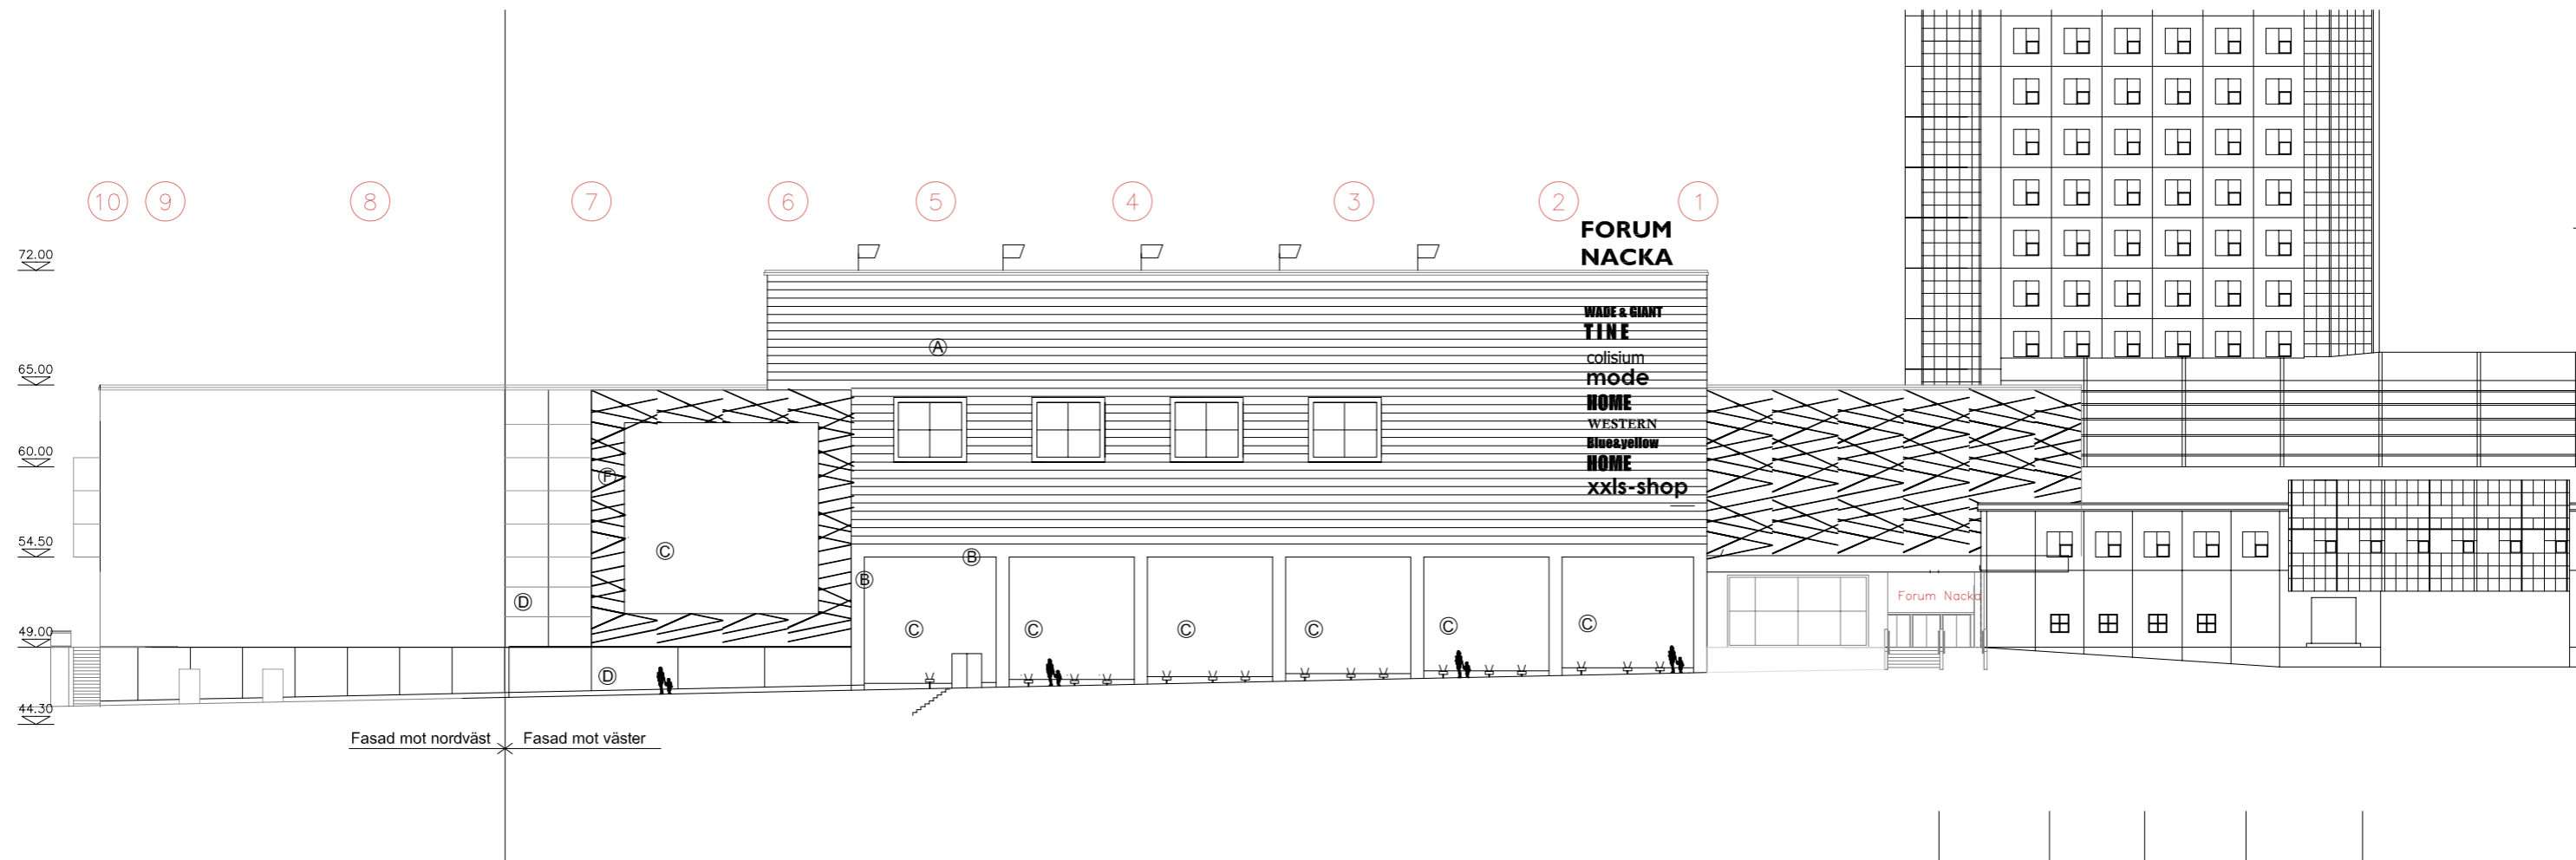 10 9 8 7 6 5 4 3 2 1
FORUM
NACKA
72.00
WADE & GIANT
TINE
A
colisium
mode
65.00
HOME
WESTERN
Blue&yellow
HOME
xxls-shop
60.00
F
C
54.50
B
B
D
Forum Nacka
C C C C C C
49.00
D
44.30
Fasad mot nordväst
Fasad mot väster